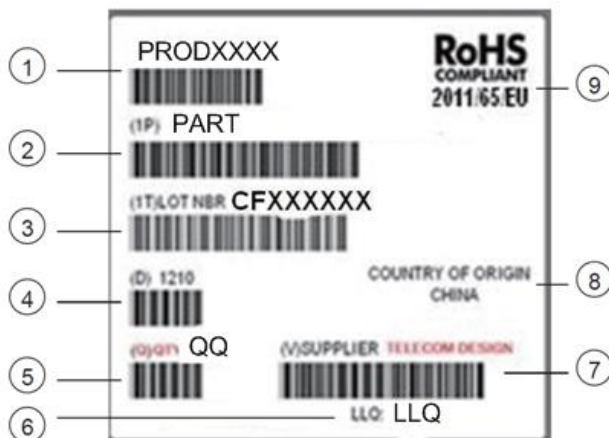 PRODXXXX
RoHS
COMPLIANT
2011/65/EU
1
9
(1P) PART
2
(1T)LOT NBR CFXXXXXX
3
(D) 1210
COUNTRY OF ORIGIN
CHINA
4
8
(Q)QTY QQ
(V)SUPPLIER TELECOM DESIGN
5
7
6
LLQ: LLQ